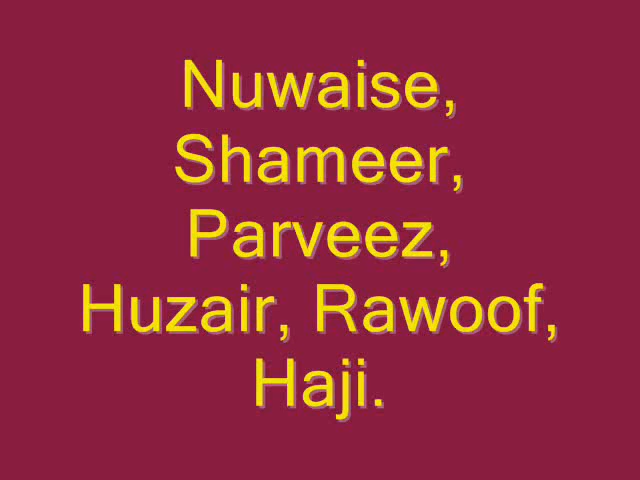 Nuwaise,
Shameer,
Parveez,
Huzair, Rawoof,
Haji.